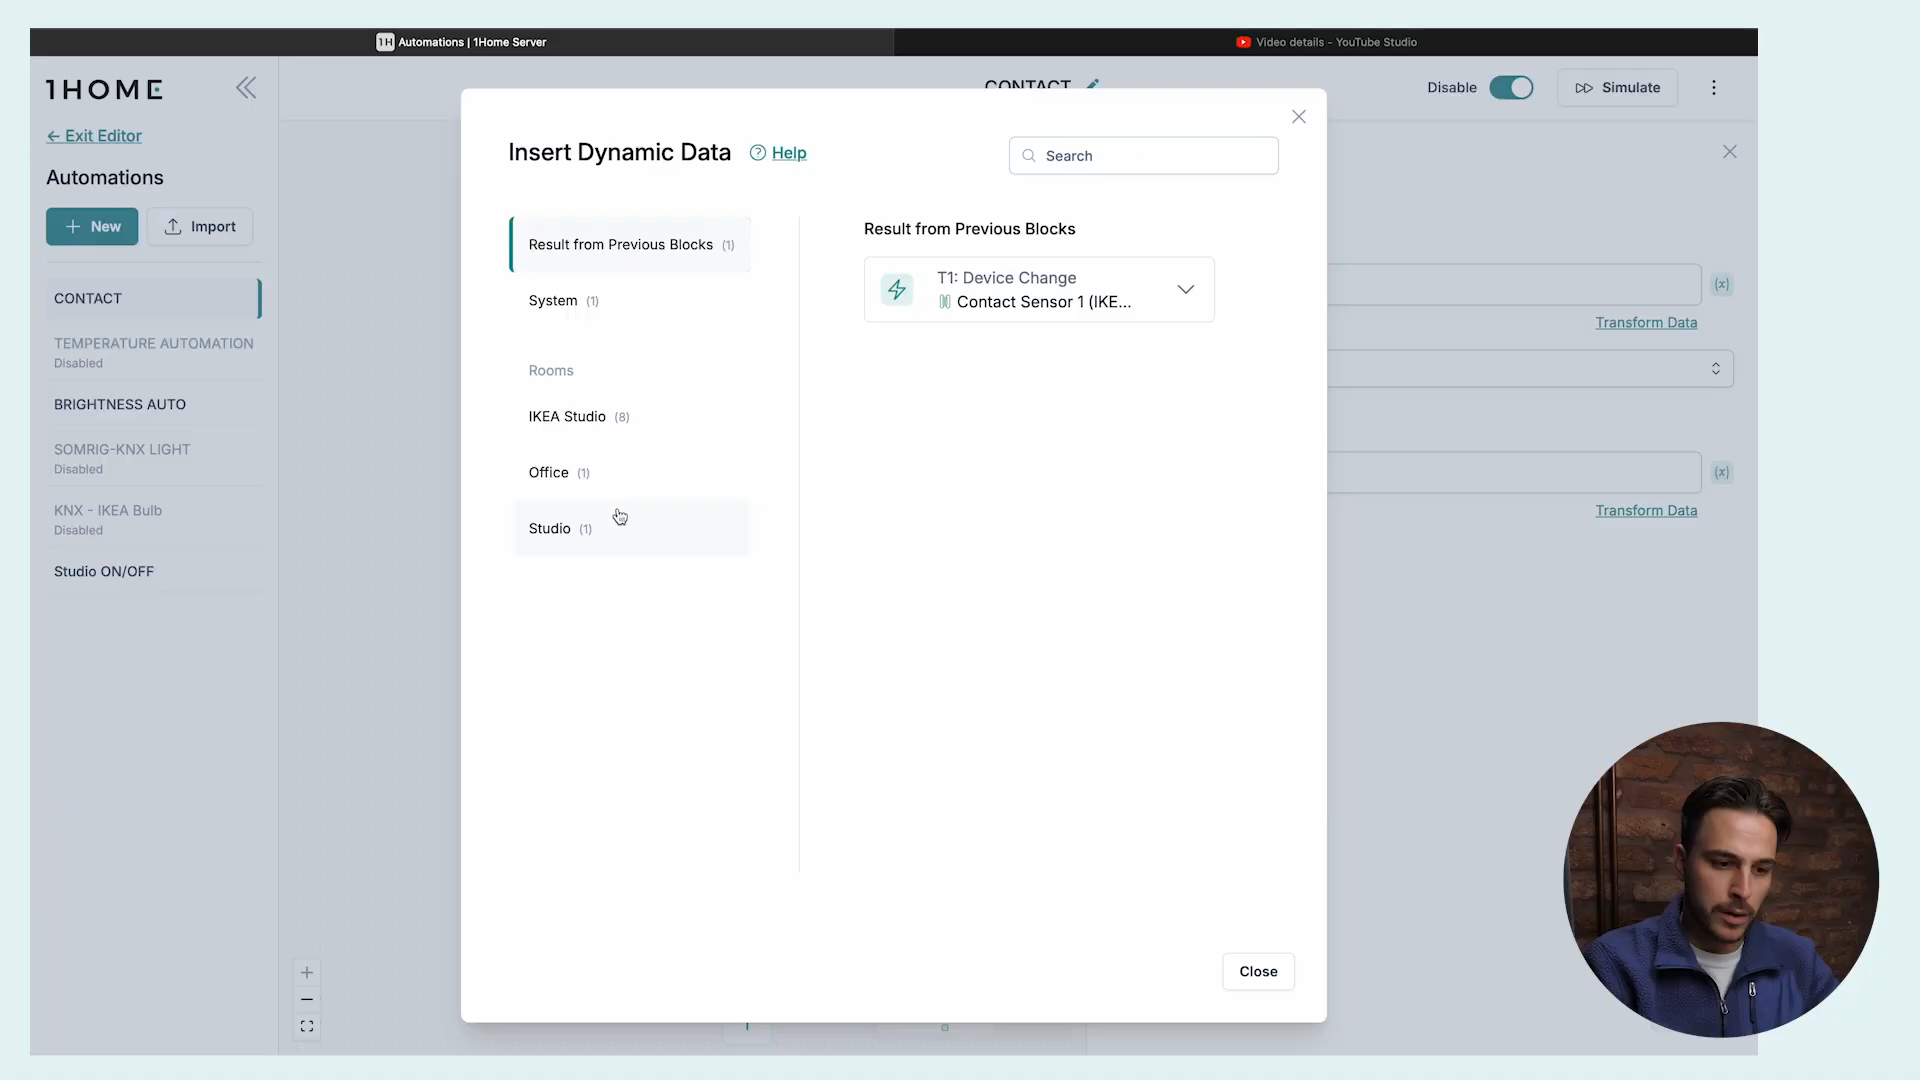 1H Automations | 1Home Server
Video details - YouTube Studio
1HOME
← Exit Editor
Automations
New
Import
CONTACT
TEMPERATURE AUTOMATION
Disabled
BRIGHTNESS AUTO
SOMRIG-KNX LIGHT
Disabled
KNX - IKEA Bulb
Disabled
Studio ON/OFF
CONTACT
Disable
Simulate
Insert Dynamic Data
? Help
Search
Result from Previous Blocks (1)
System (1)
Rooms
IKEA Studio (8)
Office (1)
Studio (1)
Result from Previous Blocks
T1: Device Change
Contact Sensor 1 (IKE...
Close
(x)
Transform Data
(x)
Transform Data